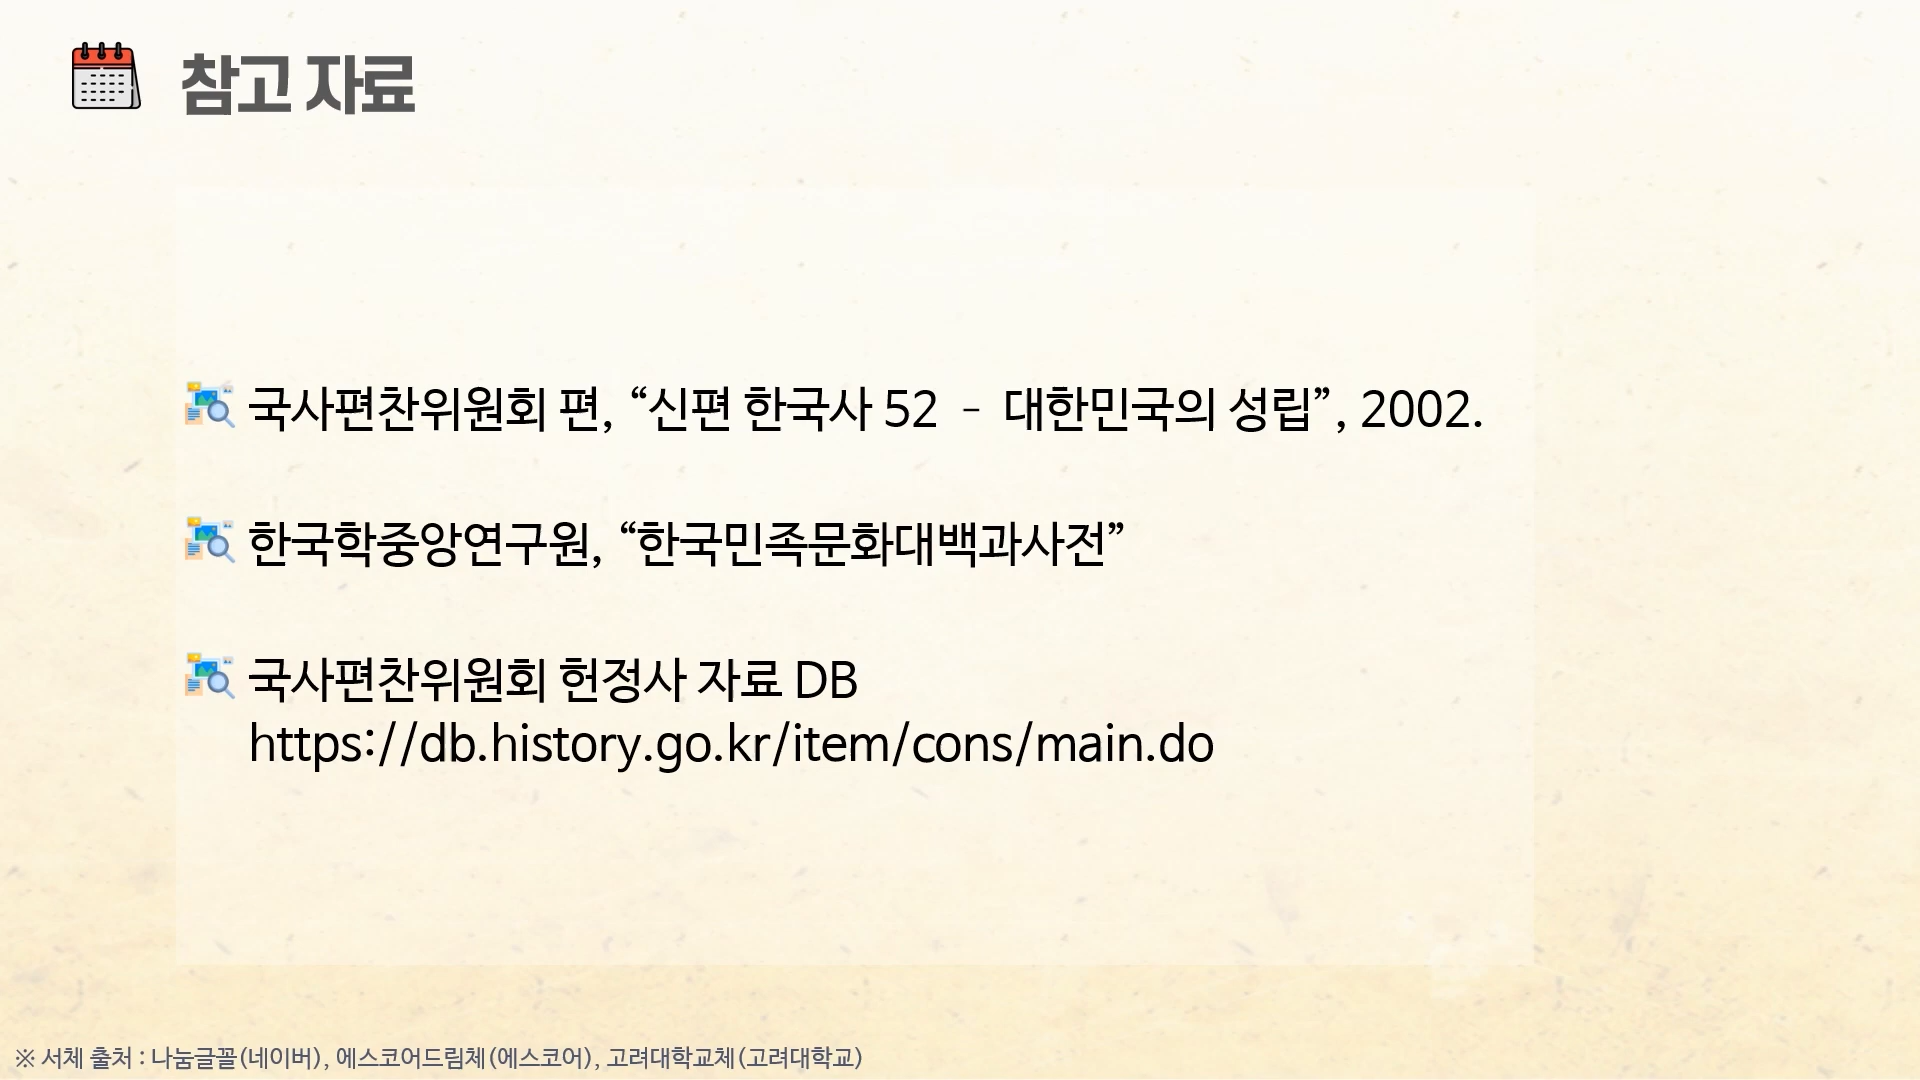 참고 자료
국사편찬위원회 편, “신편 한국사 52 - 대한민국의 성립”, 2002.
한국학중앙연구원, “한국민족문화대백과사전”
국사편찬위원회 헌정사 자료 DB
https://db.history.go.kr/item/cons/main.do
※ 서체 출처 : 나눔글꼴(네이버), 에스코어드림체(에스코어), 고려대학교체(고려대학교)